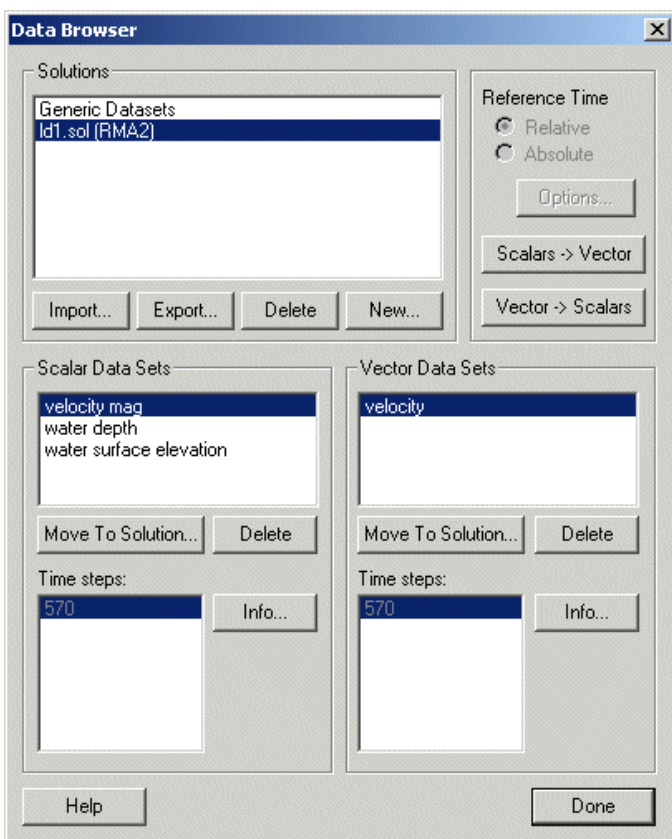 Data Browser
Solutions
Generic Datasets
ld1.sol (RMA2)
Import... Export... Delete New...
Reference Time
Relative
Absolute
Options...
Scalars -> Vector
Vector -> Scalars
Scalar Data Sets
velocity mag
water depth
water surface elevation
Move To Solution... Delete
Time steps:
570
Info...
Vector Data Sets
velocity
Move To Solution... Delete
Time steps:
570
Info...
Help Done